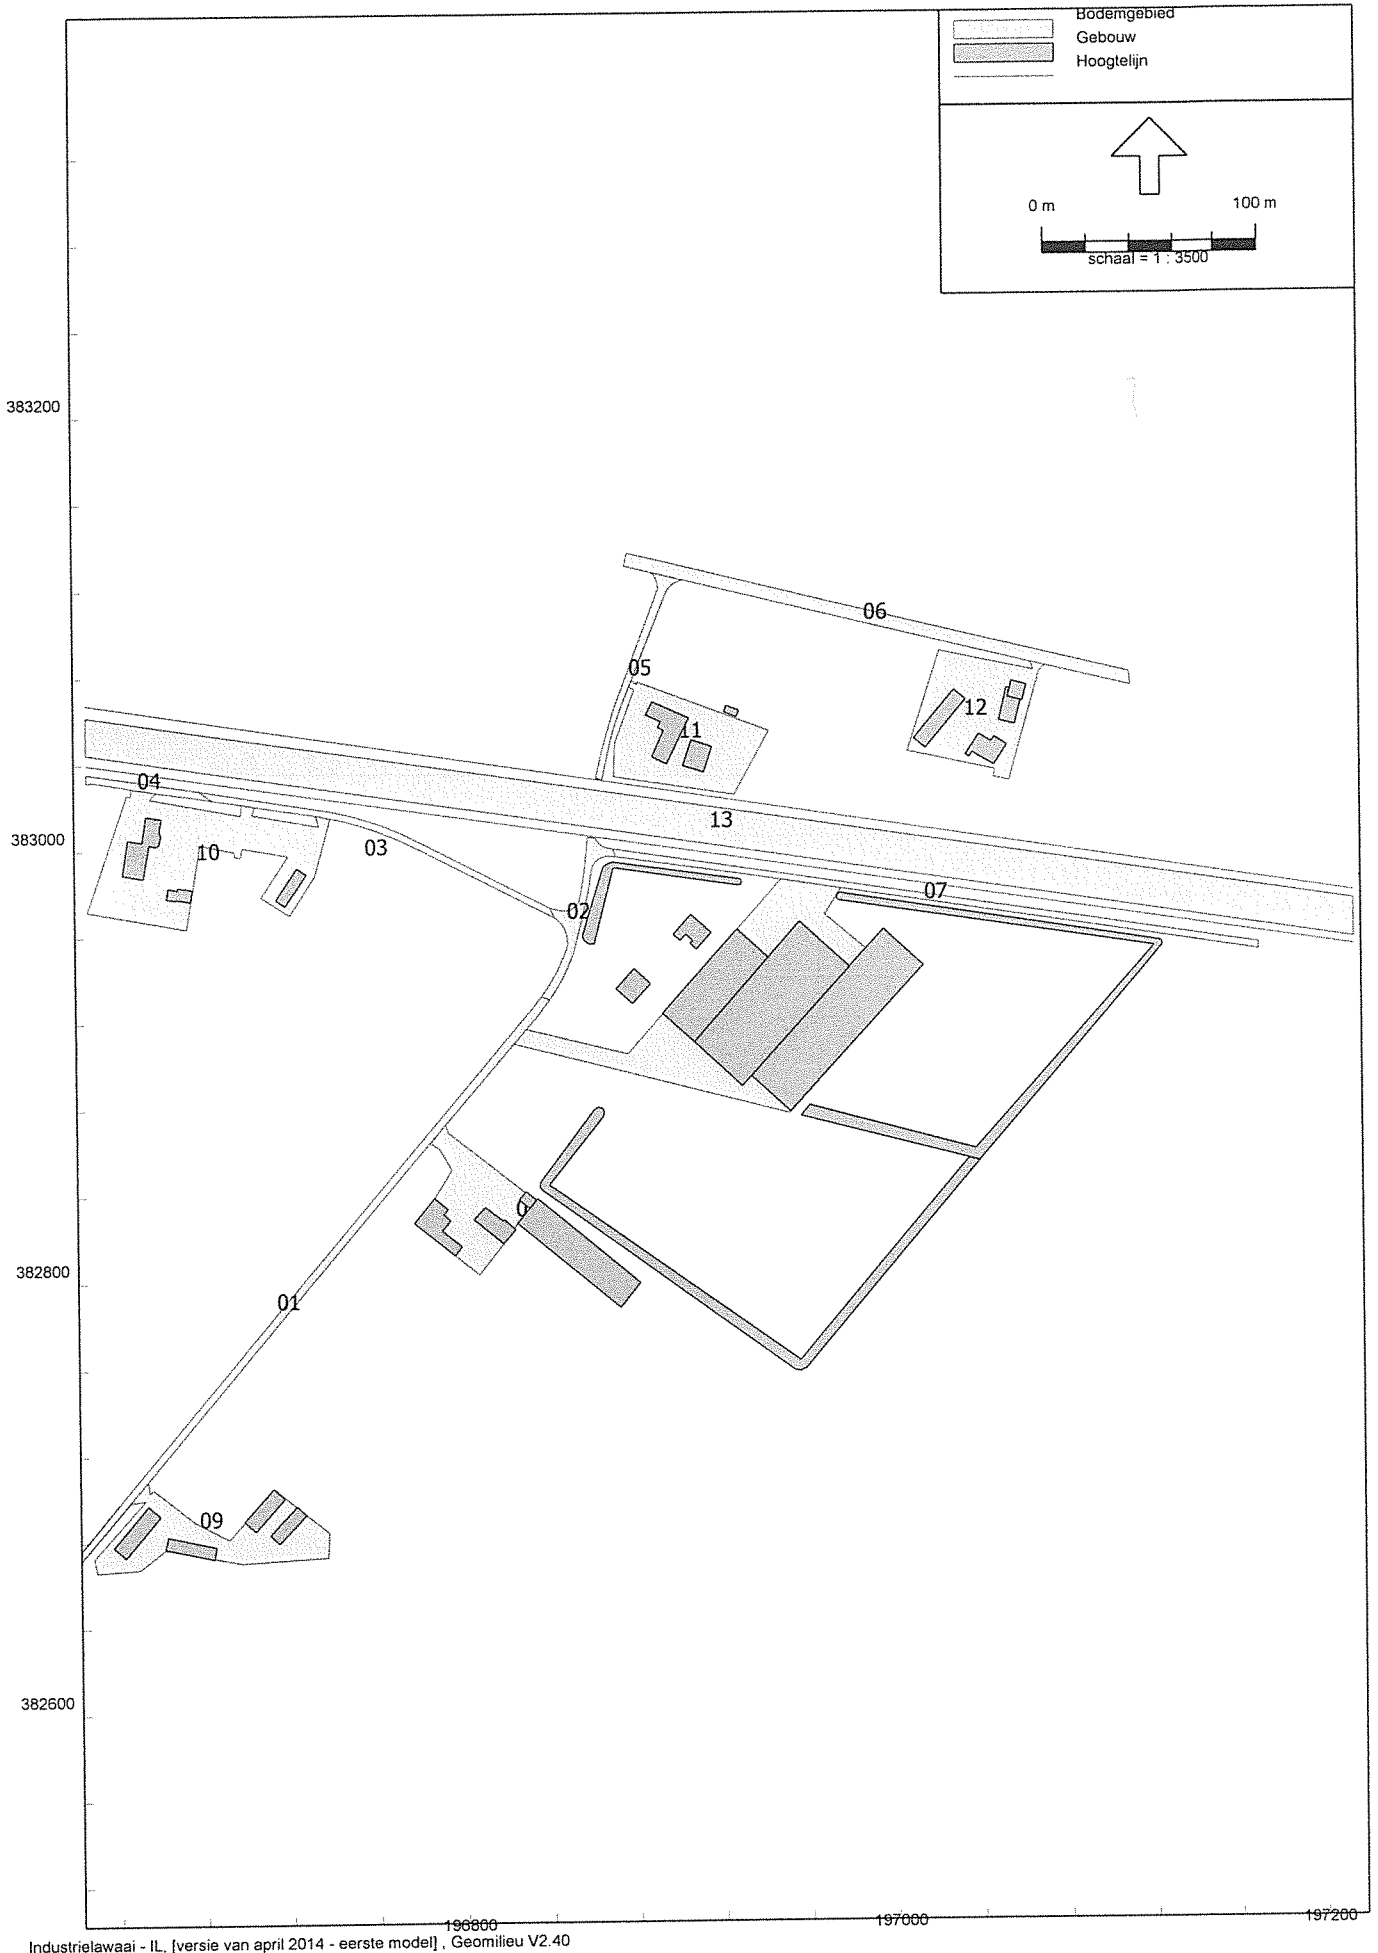 Bodemgebied
Gebouw
Hoogtelijn
0 m 100 m
schaal = 1 : 3500
383200
06
05
12
11
04
13
383000
03
10
07
02
0
382800
01
09
382600
196800 197000 197200
Industrielawaai - IL, [versie van april 2014 - eerste model] , Geomilieu V2.40